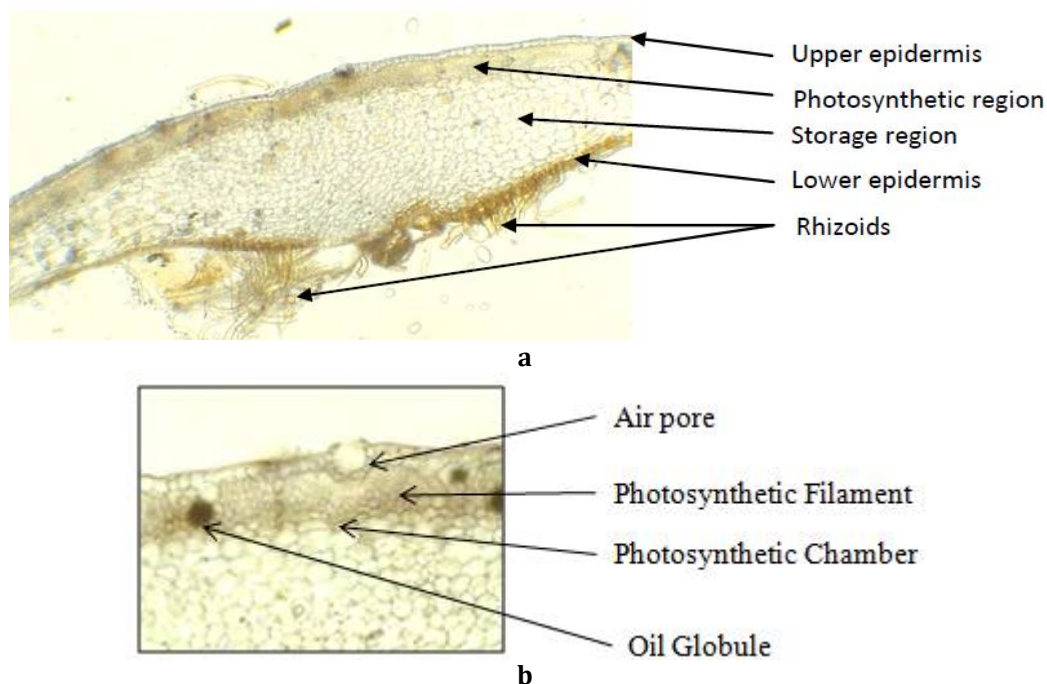 Upper epidermis
Photosynthetic region
Storage region
Lower epidermis
Rhizoids
a
Air pore
Photosynthetic Filament
Photosynthetic Chamber
Oil Globule
b